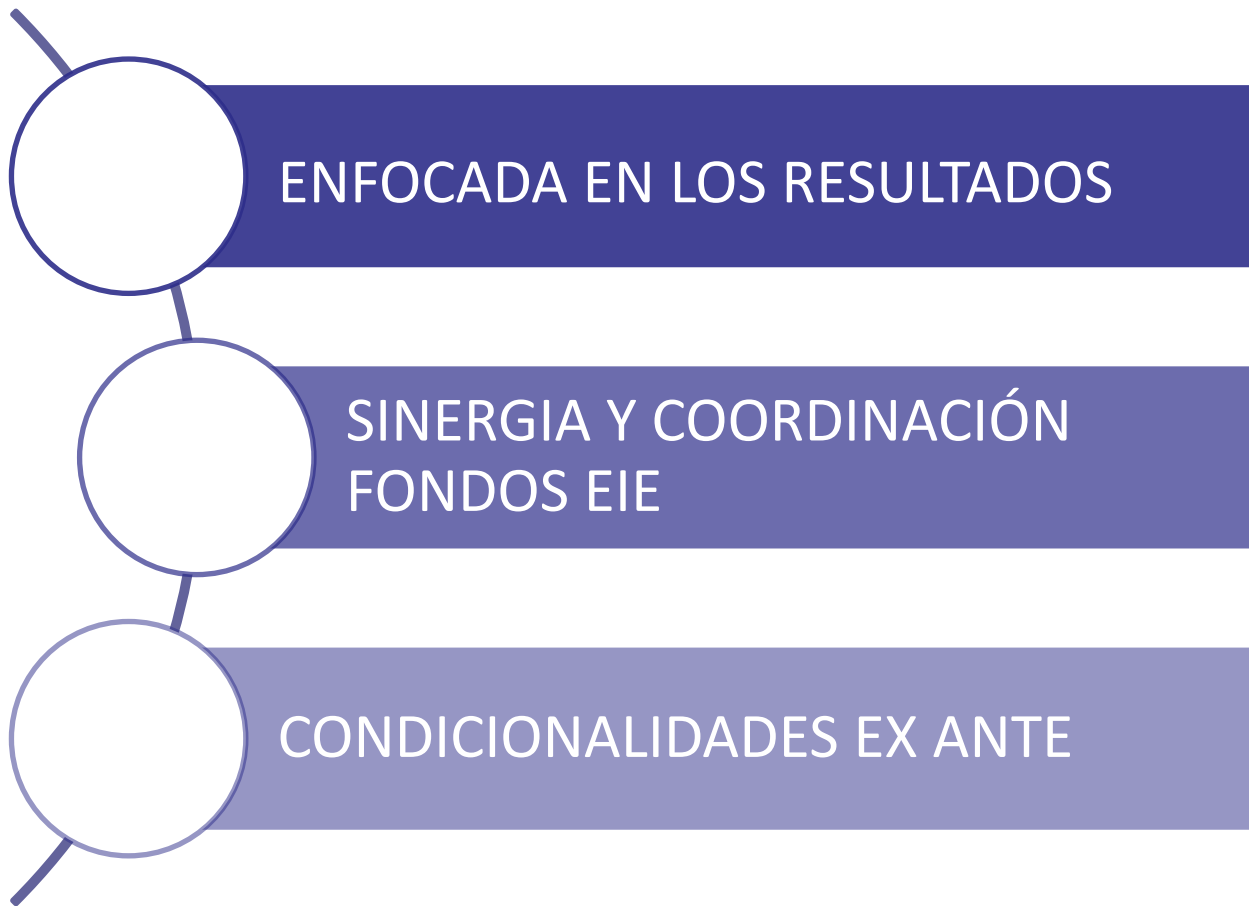 ENFOCADA EN LOS RESULTADOS
SINERGIA Y COORDINACIÓN
FONDOS EIE
CONDICIONALIDADES EX ANTE